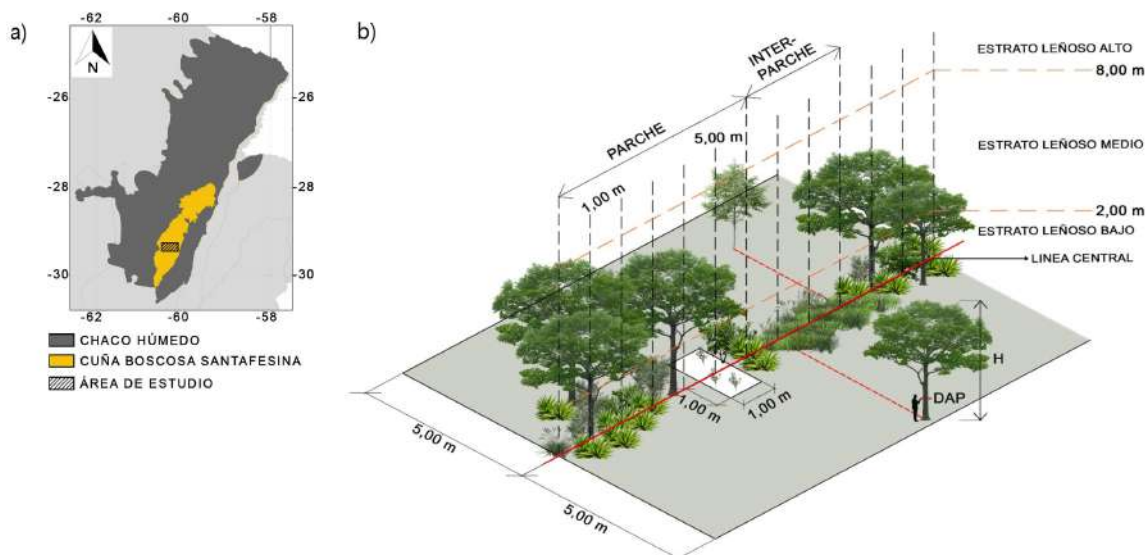 a)
-62
-60
-58
N
-26
-26
-28
-28
-30
-30
-62
-60
-58
CHACO HÚMEDO
CUÑA BOSCOSA SANTAFESINA
ÁREA DE ESTUDIO
b)
INTER-
PARCHE
PARCHE
5,00 m
1,00 m
ESTRATO LEÑOSO ALTO
8,00 m
ESTRATO LEÑOSO MEDIO
2,00 m
ESTRATO LEÑOSO BAJO
LINEA CENTRAL
H
DAP
1,00 m
1,00 m
5,00 m
5,00 m